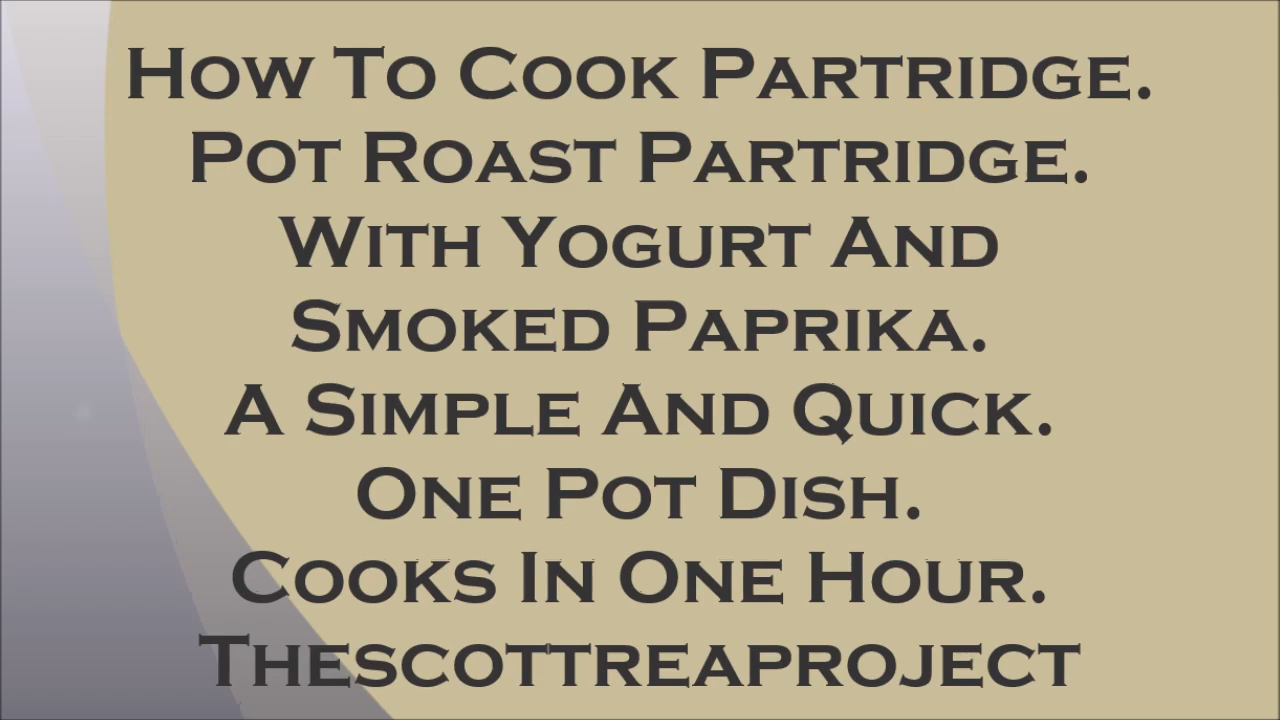 How To Cook Partridge.
Pot Roast Partridge.
With Yogurt And
Smoked Paprika.
A Simple And Quick.
One Pot Dish.
Cooks In One Hour.
Thescottreaproject